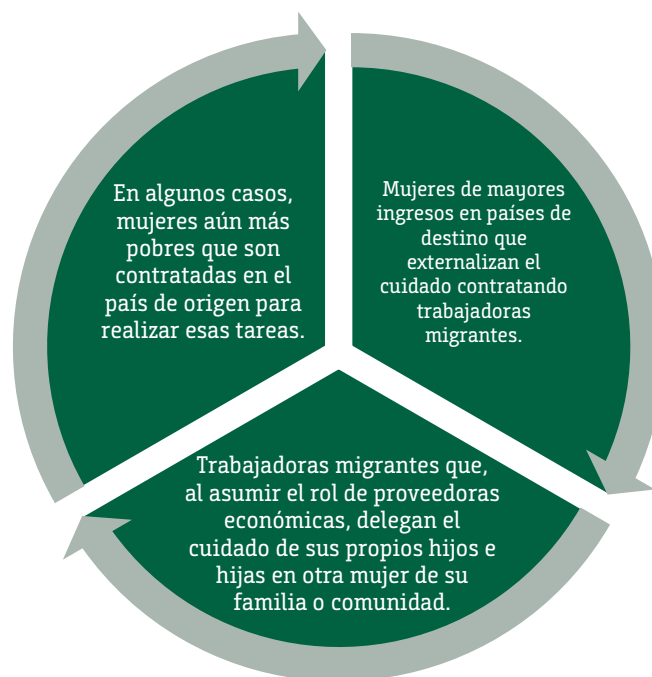 En algunos casos,
mujeres aún más
pobres que son
contratadas en el
país de origen para
realizar esas tareas.
Mujeres de mayores
ingresos en países de
destino que
externalizan el
cuidado contratando
trabajadoras
migrantes.
Trabajadoras migrantes que,
al asumir el rol de proveedoras
económicas, delegan el
cuidado de sus propios hijos e
hijas en otra mujer de su
familia o comunidad.